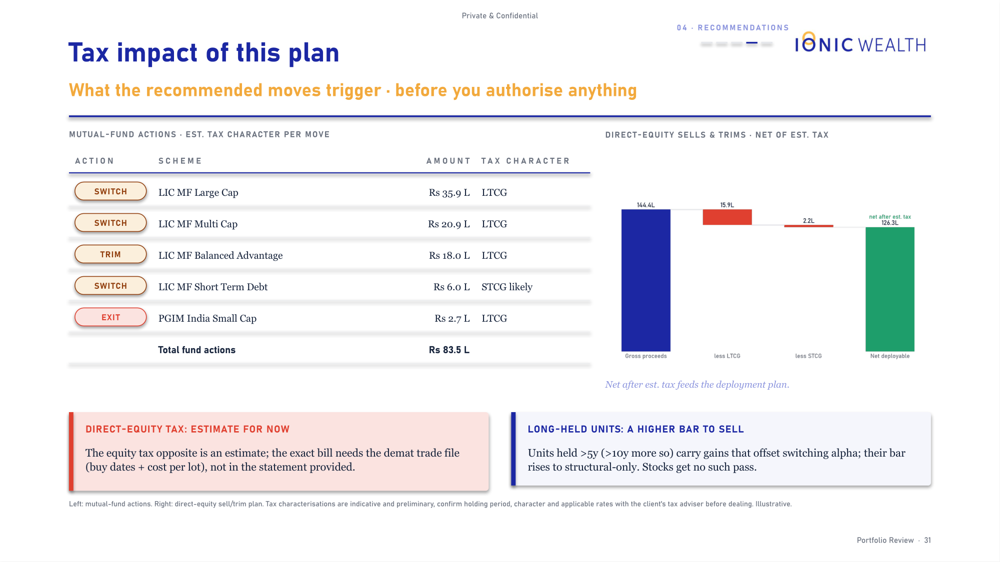 Private & Confidential
04 · RECOMMENDATIONS
IONIC WEALTH
Tax impact of this plan
What the recommended moves trigger · before you authorise anything
MUTUAL-FUND ACTIONS · EST. TAX CHARACTER PER MOVE
ACTION SCHEME AMOUNT TAX CHARACTER
SWITCH LIC MF Large Cap Rs 35.9 L LTCG
SWITCH LIC MF Multi Cap Rs 20.9 L LTCG
TRIM LIC MF Balanced Advantage Rs 18.0 L LTCG
SWITCH LIC MF Short Term Debt Rs 6.0 L STCG likely
EXIT PGIM India Small Cap Rs 2.7 L LTCG
Total fund actions Rs 83.5 L
DIRECT-EQUITY SELLS & TRIMS · NET OF EST. TAX
144.4L 15.9L 2.2L net after est. tax
126.3L
Gross proceeds less LTCG less STCG Net deployable
Net after est. tax feeds the deployment plan.
DIRECT-EQUITY TAX: ESTIMATE FOR NOW
The equity tax opposite is an estimate; the exact bill needs the demat trade file
(buy dates + cost per lot), not in the statement provided.
LONG-HELD UNITS: A HIGHER BAR TO SELL
Units held >5y (>10y more so) carry gains that offset switching alpha; their bar
rises to structural-only. Stocks get no such pass.
Left: mutual-fund actions. Right: direct-equity sell/trim plan. Tax characterisations are indicative and preliminary, confirm holding period, character and applicable rates with the client's tax adviser before dealing. Illustrative.
Portfolio Review · 31